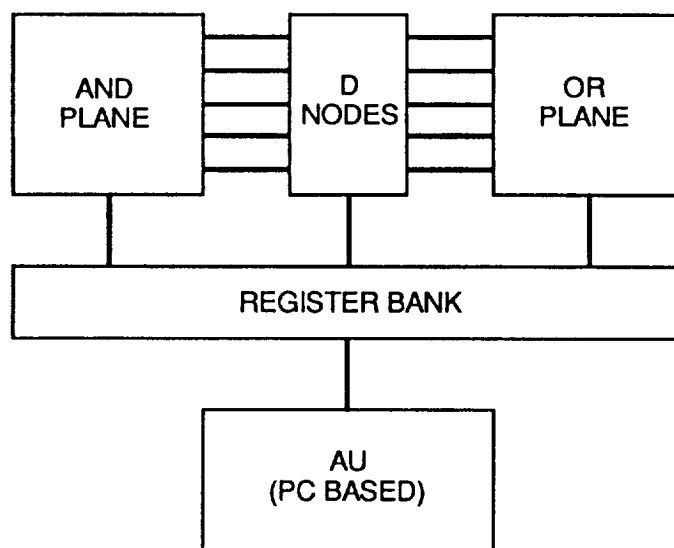 AND
PLANE
D
NODES
OR
PLANE
REGISTER BANK
AU
(PC BASED)